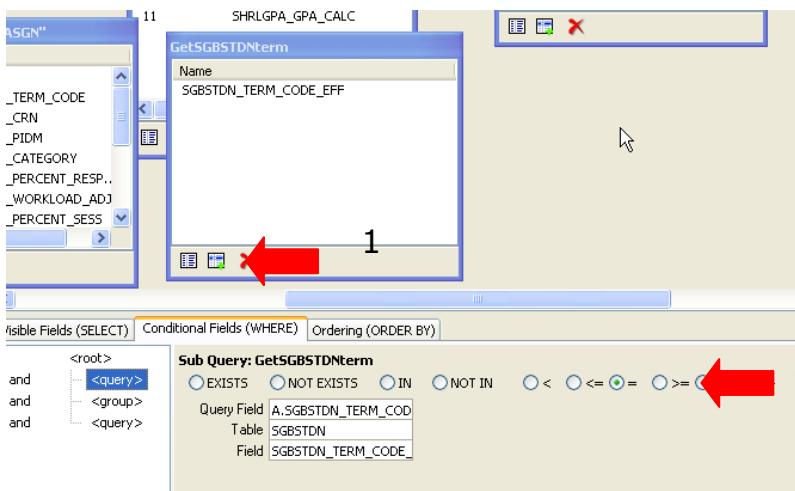 ASGN"
_TERM_CODE
_CRN
_PIDM
_CATEGORY
_PERCENT_RESP..
_WORKLOAD_ADJ
_PERCENT_SESS
11 SHRLGPA_GPA_CALC
GetSGBSTDNterm
Name
SGBSTDN_TERM_CODE_EFF
1
Visible Fields (SELECT) Conditional Fields (WHERE) Ordering (ORDER BY)
<root>
and <query>
and <group>
and <query>
Sub Query: GetSGBSTDNterm
EXISTS NOT EXISTS IN NOT IN < <= = >=
Query Field A.SGBSTDN_TERM_COD
Table SGBSTDN
Field SGBSTDN_TERM_CODE_